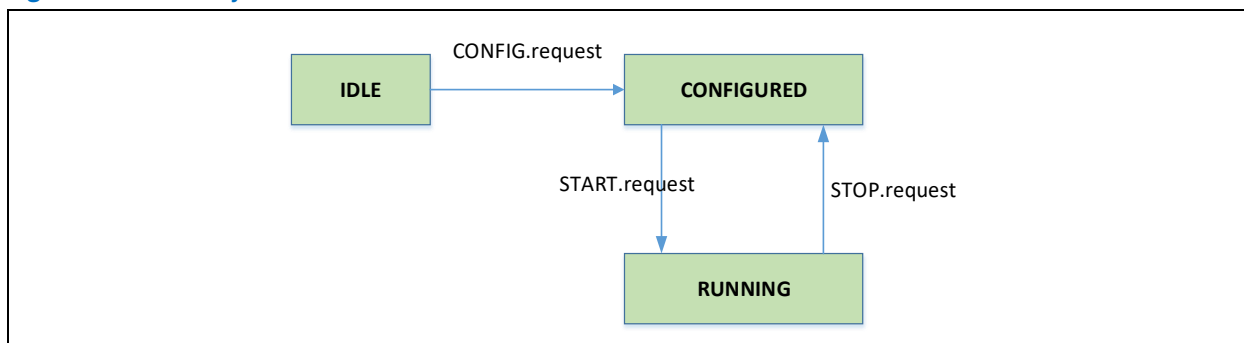 CONFIG.request
IDLE
CONFIGURED
START.request
STOP.request
RUNNING